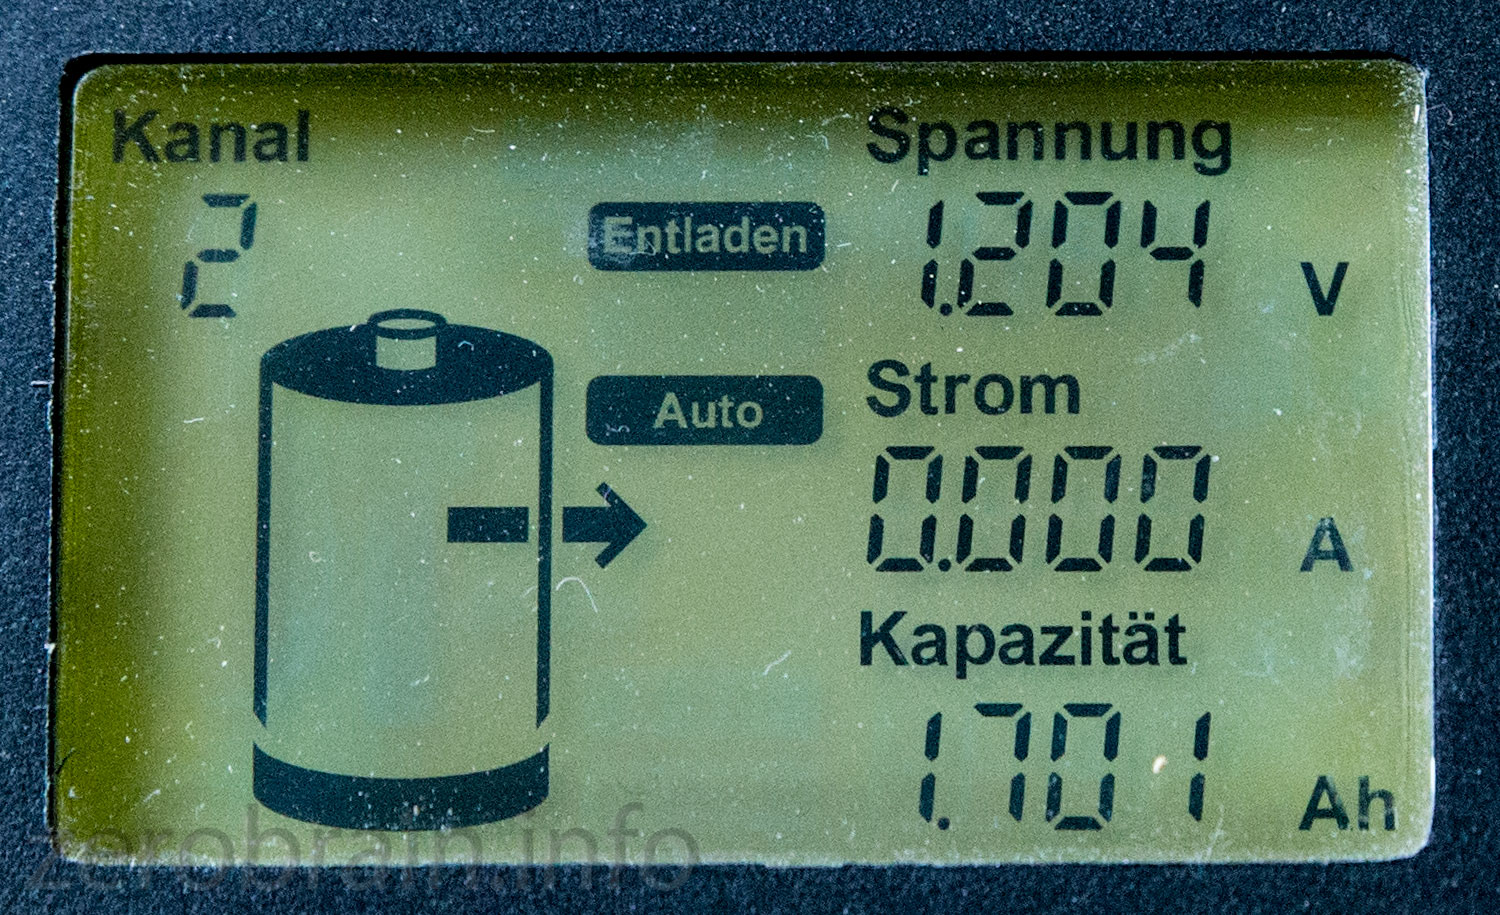 Kanal
2
Entladen
Auto
Spannung
1.204 V
Strom
0.000 A
Kapazität
1.701 Ah
zerobrain.info